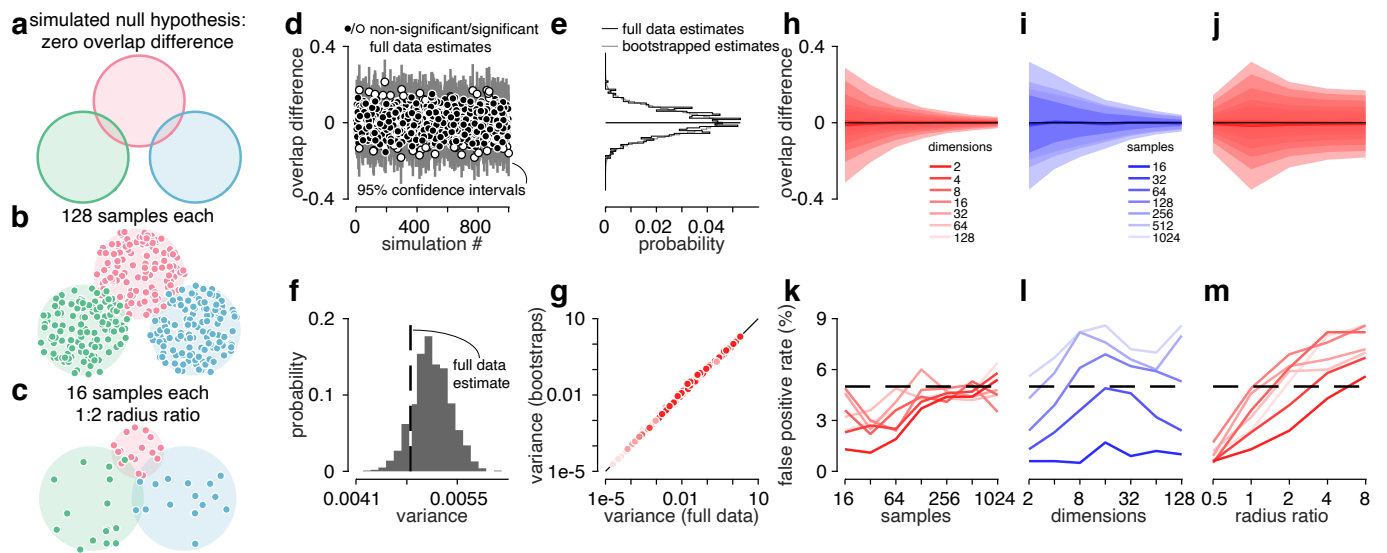 a
simulated null hypothesis:
zero overlap difference
b
128 samples each
c
16 samples each
1:2 radius ratio
d
●/○ non-significant/significant
full data estimates
overlap difference
0.4
0
-0.4
95% confidence intervals
0 400 800
simulation #
e
full data estimates
bootstrapped estimates
0 0.02 0.04
probability
f
probability
0.2
0.1
0
full data
estimate
0.0041 0.0055
variance
g
variance (bootstraps)
10
0.01
1e-5
1e-5 0.01 10
variance (full data)
h
overlap difference
0.4
0
-0.4
dimensions
2
4
8
16
32
64
128
i
samples
16
32
64
128
256
512
1024
j
k
false positive rate (%)
9
6
3
0
16 64 256 1024
samples
l
2 8 32 128
dimensions
m
0.5 1 2 4 8
radius ratio